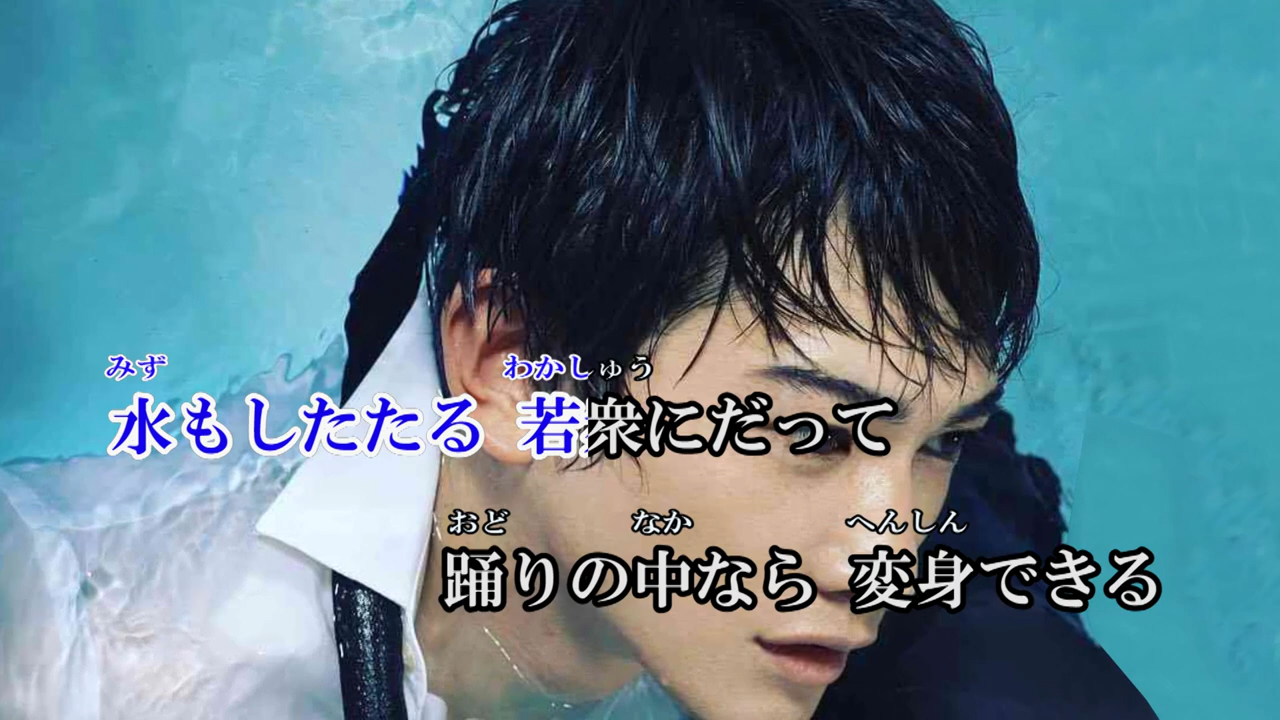 みず わかしゅう
水もしたたる 若衆にだって
おど なか へんしん
踊りの中なら 変身できる